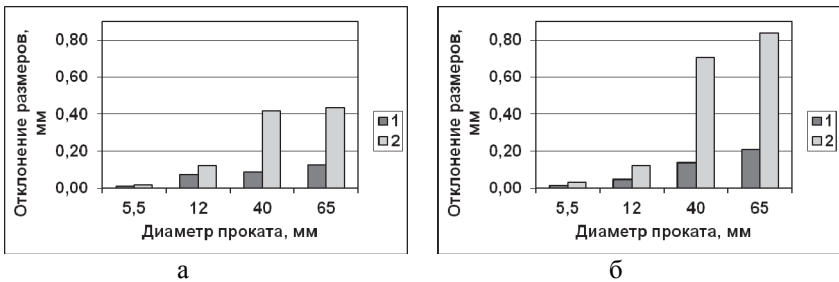 Отклонение размеров, мм
0,80
0,60
0,40
0,20
0,00
5,5 12 40 65
Диаметр проката, мм
1
2
а
Отклонение размеров, мм
0,80
0,60
0,40
0,20
0,00
5,5 12 40 65
Диаметр проката, мм
1
2
б